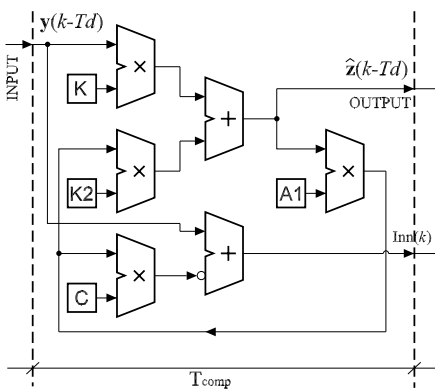 y(k-Td)
INPUT
K
×
+
ẑ(k-Td)
OUTPUT
K2
×
A1
×
+
Inn(k)
C
×
Tcomp